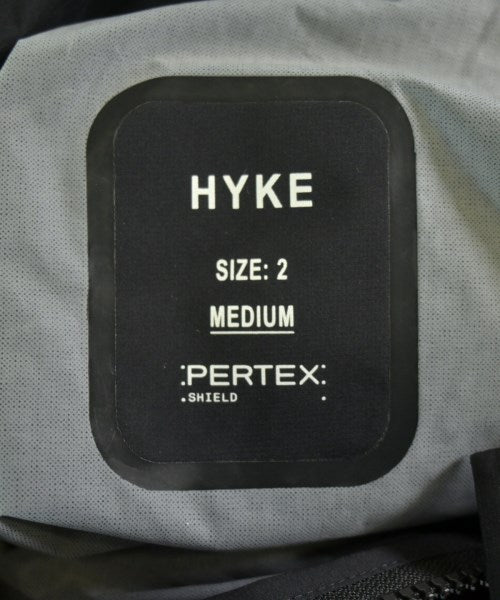 HYKE
SIZE: 2
MEDIUM
PERTEX
SHIELD